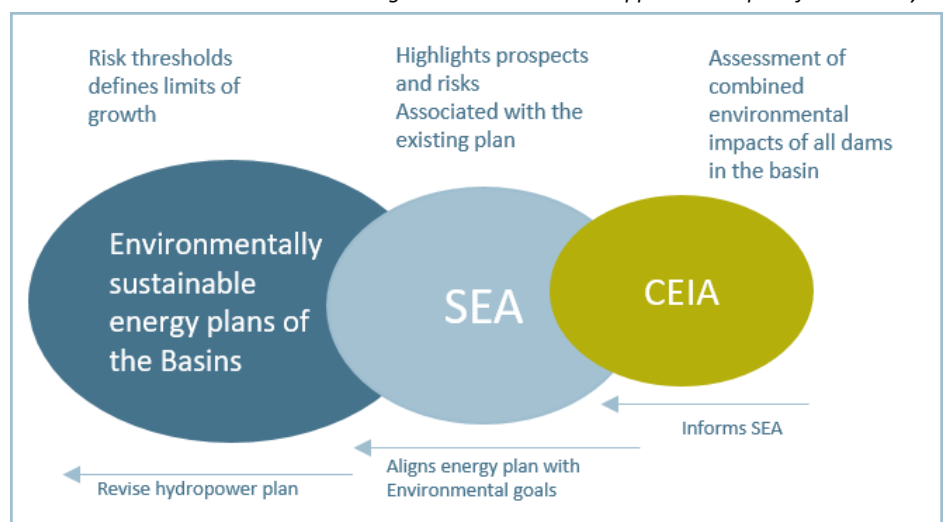 Risk thresholds
defines limits of
growth
Highlights prospects
and risks
Associated with the
existing plan
Assessment of
combined
environmental
impacts of all dams
in the basin
Environmentally
sustainable
energy plans of
the Basins
SEA
CEIA
Informs SEA
Aligns energy plan with
Environmental goals
Revise hydropower plan